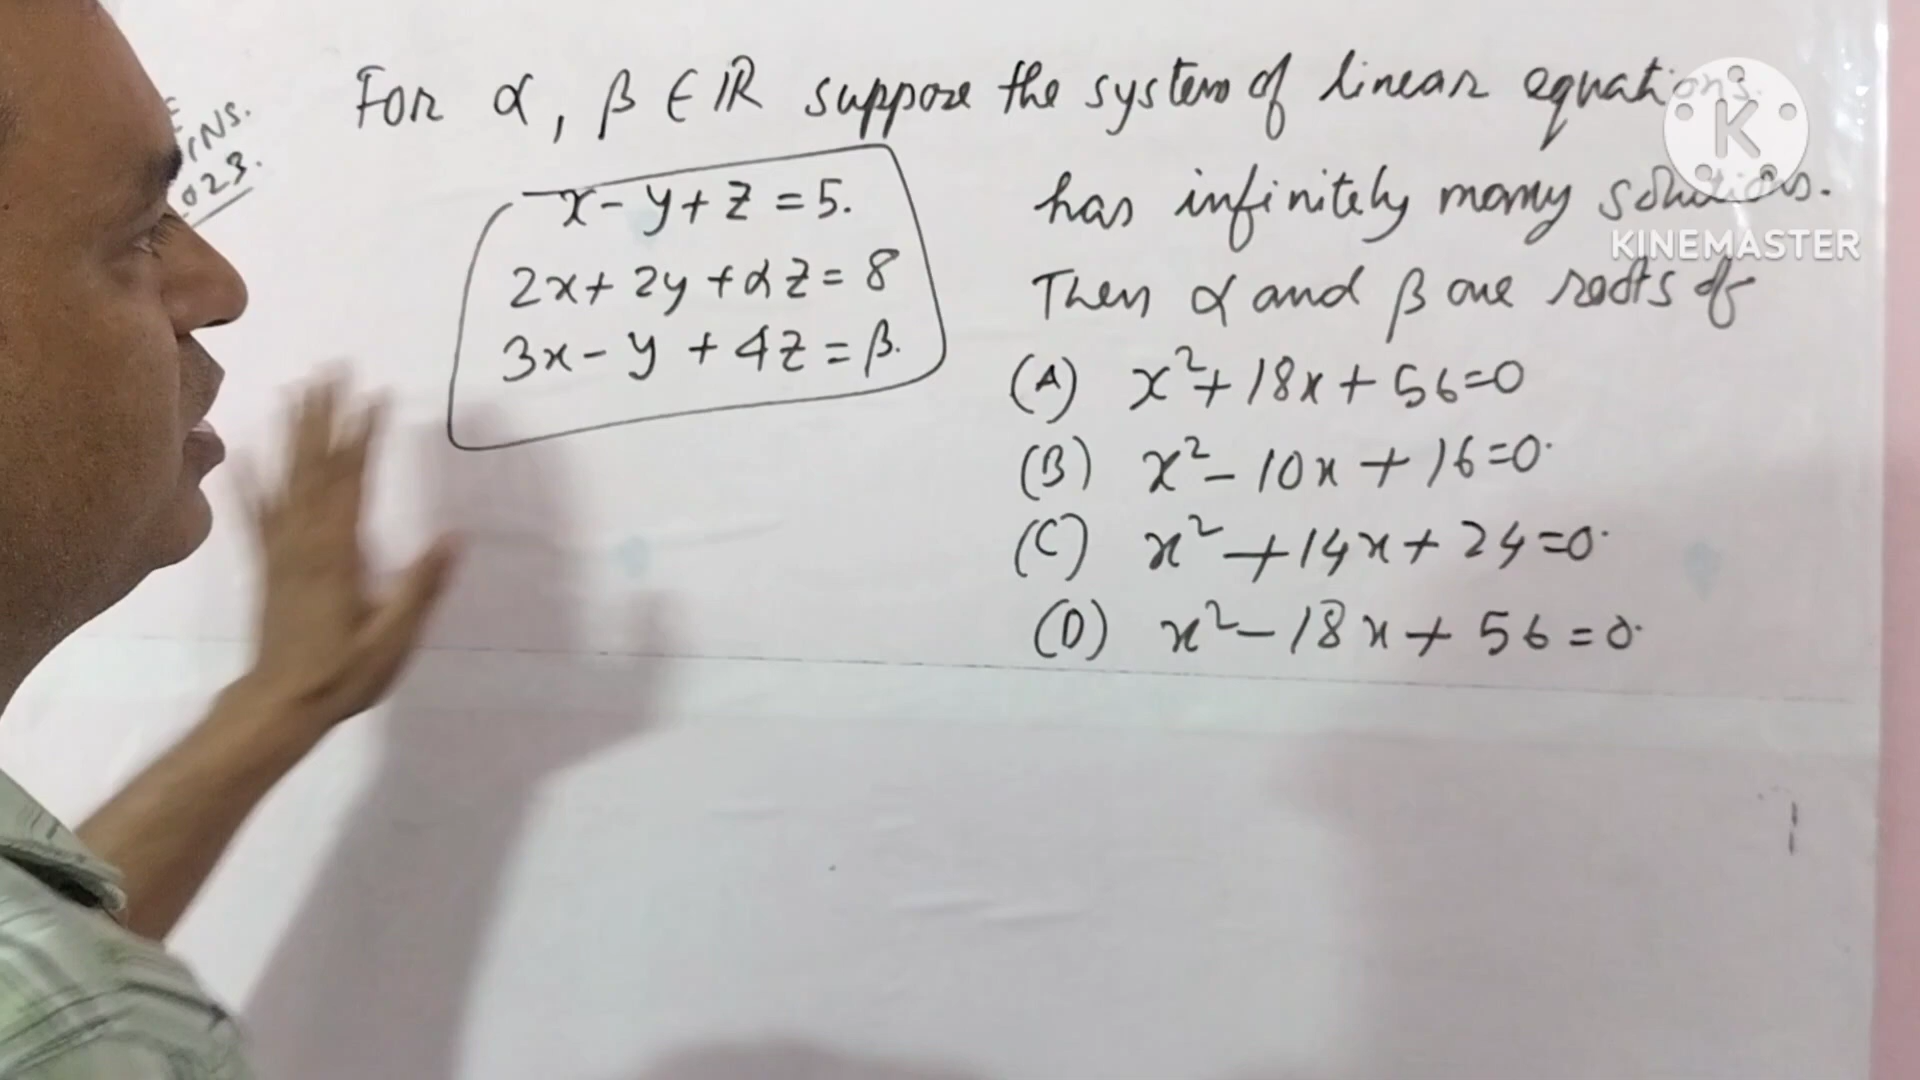 For α, β ∈ IR suppose the system of linear equations.
x - y + z = 5.
2x + 2y + αz = 8
3x - y + 4z = β.
has infinitely many solutions.
Then α and β are roots of
(A) x² + 18x + 56 = 0
(B) x² - 10x + 16 = 0.
(C) x² + 14x + 24 = 0.
(D) x² - 18x + 56 = 0.
K
KINEMASTER